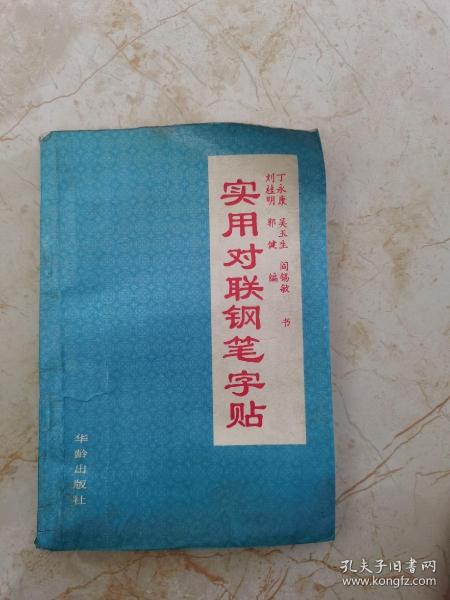 丁永康 吴玉生 阎锡敏 书
刘桂明 郭健 编
实用对联钢笔字贴
华龄出版社
孔夫子旧书网
www.kongfz.com